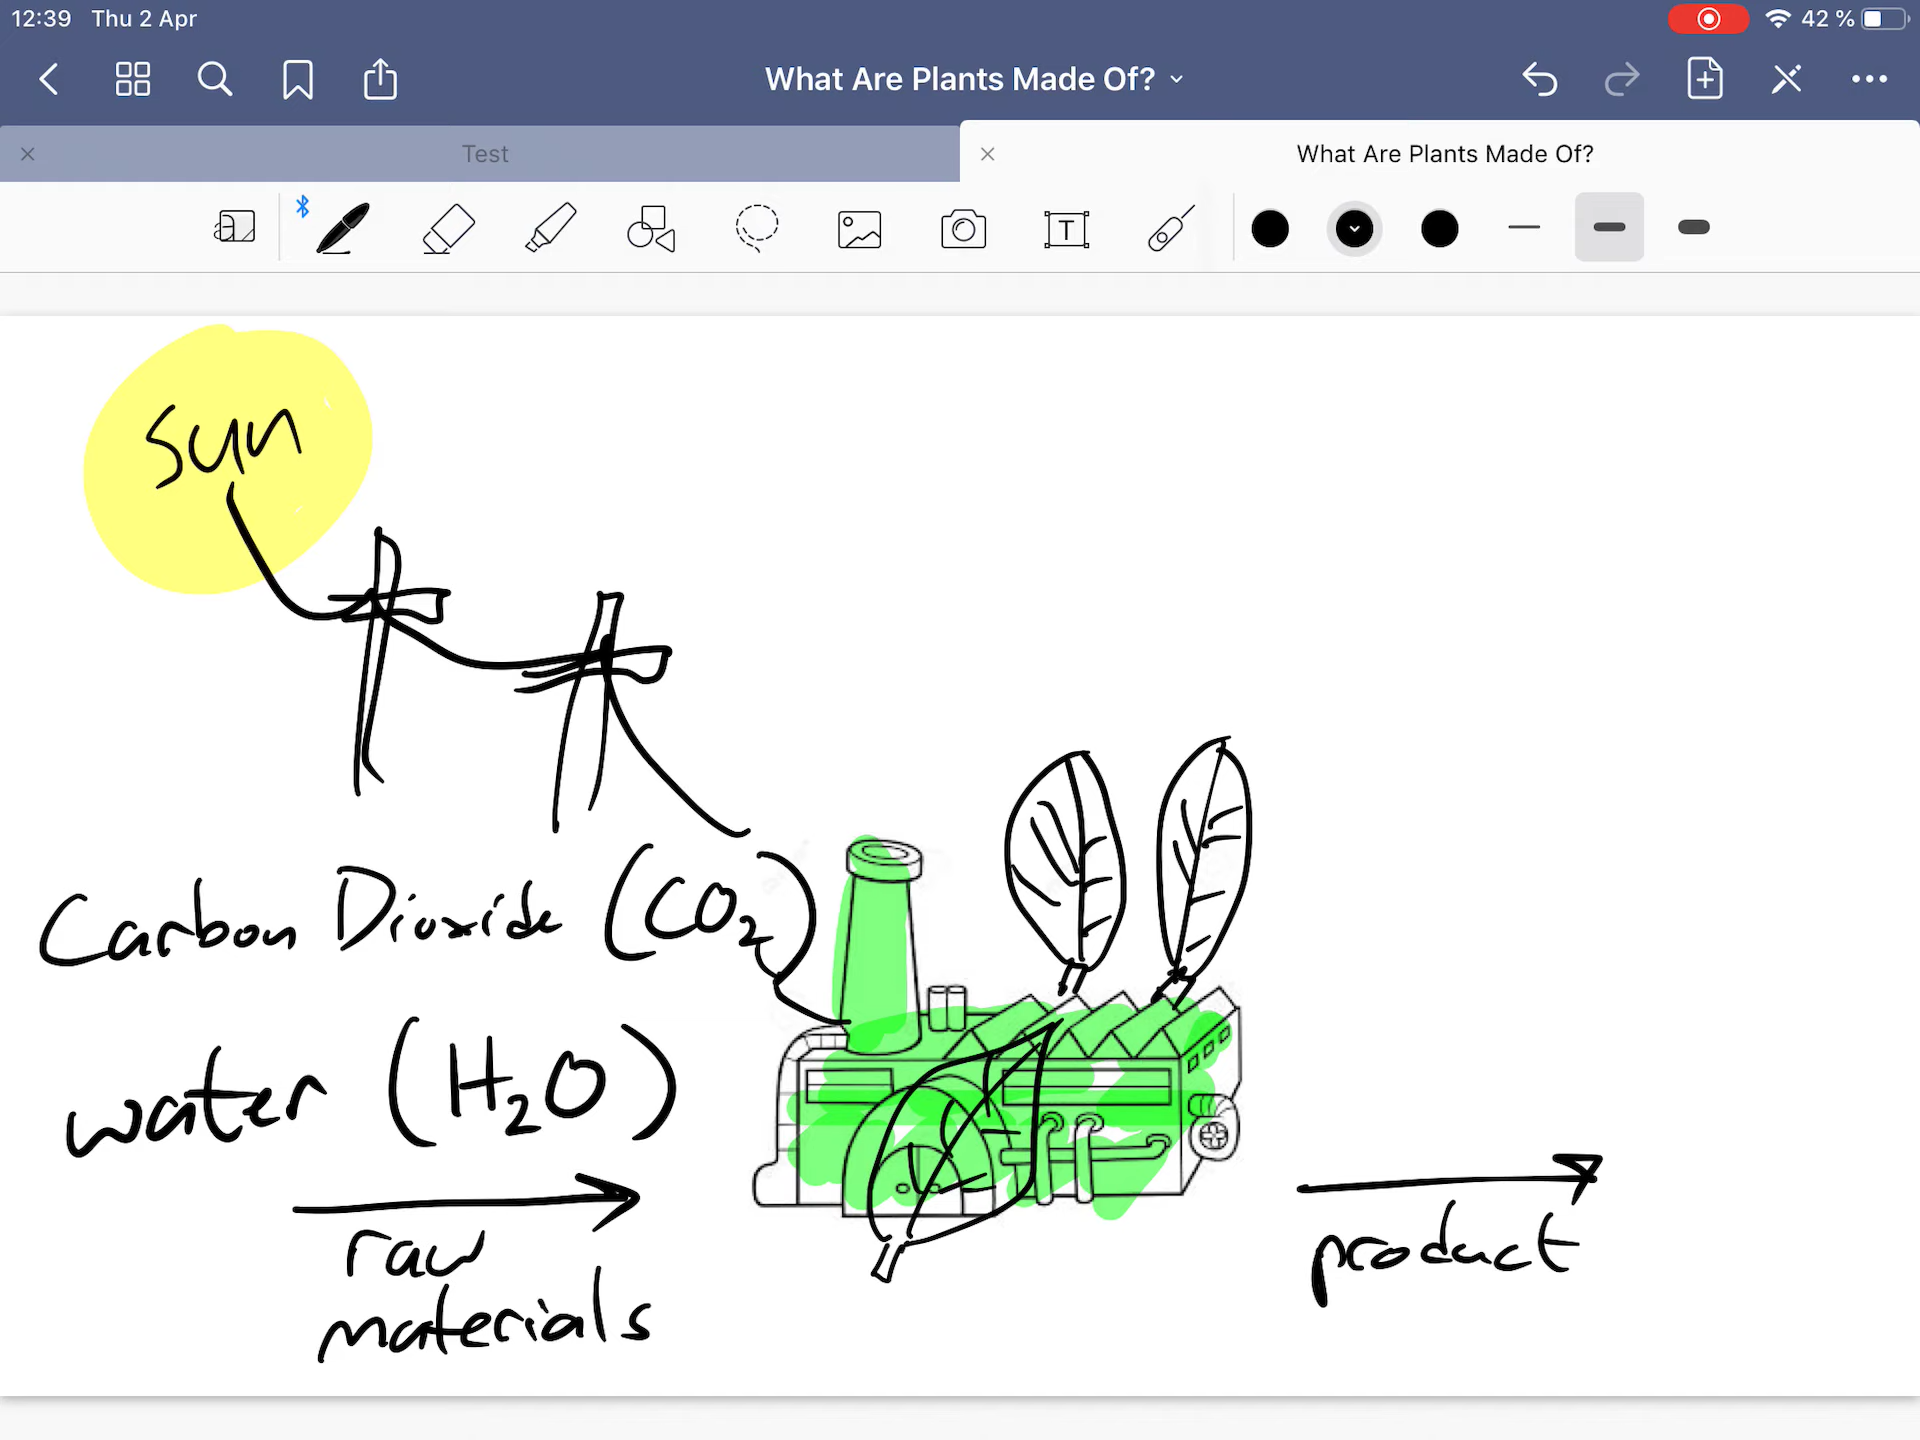 12:39 Thu 2 Apr
42 %
What Are Plants Made Of?
Test
What Are Plants Made Of?
a
T
Sun
Carbon Dioxide (CO₂)
water (H₂O)
raw
materials
product